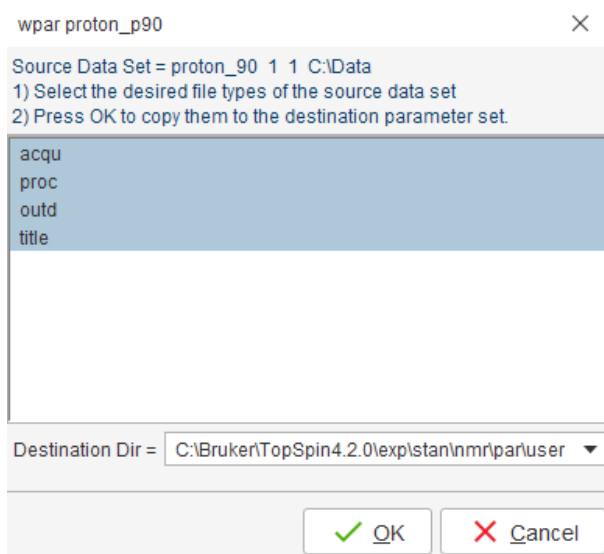 wpar proton_p90
Source Data Set = proton_90 1 1 C:\Data
1) Select the desired file types of the source data set
2) Press OK to copy them to the destination parameter set.
acqu
proc
outd
title
Destination Dir = C:\Bruker\TopSpin4.2.0\exp\stan\nmr\par\user
OK Cancel